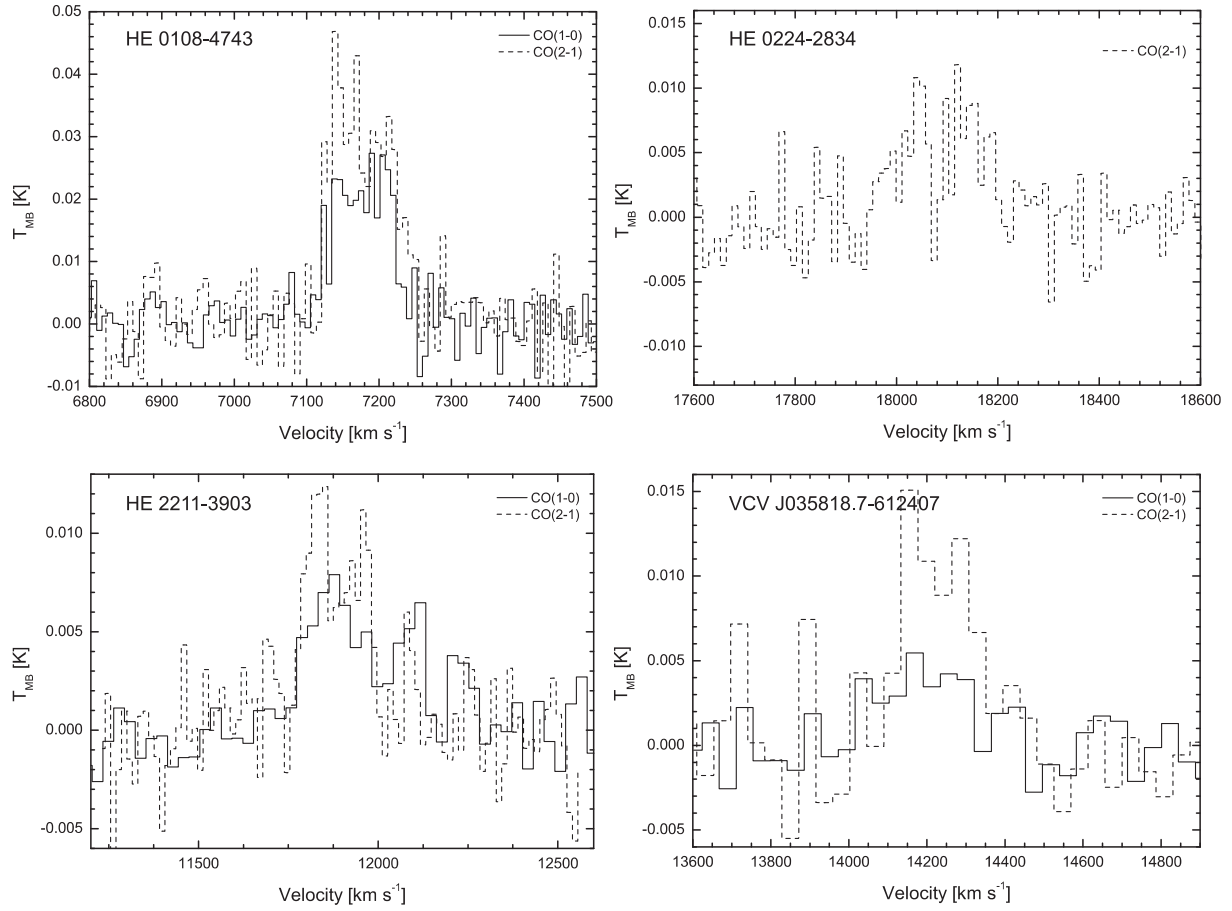 HE 0108-4743
CO(1-0)
CO(2-1)
0.05
0.04
0.03
0.02
0.01
0.00
-0.01
T_MB [K]
6800 6900 7000 7100 7200 7300 7400 7500
Velocity [km s⁻¹]
HE 0224-2834
CO(2-1)
0.015
0.010
0.005
0.000
-0.005
-0.010
T_MB [K]
17600 17800 18000 18200 18400 18600
Velocity [km s⁻¹]
HE 2211-3903
CO(1-0)
CO(2-1)
0.010
0.005
0.000
-0.005
T_MB [K]
11500 12000 12500
Velocity [km s⁻¹]
VCV J035818.7-612407
CO(1-0)
CO(2-1)
0.015
0.010
0.005
0.000
-0.005
T_MB [K]
13600 13800 14000 14200 14400 14600 14800
Velocity [km s⁻¹]